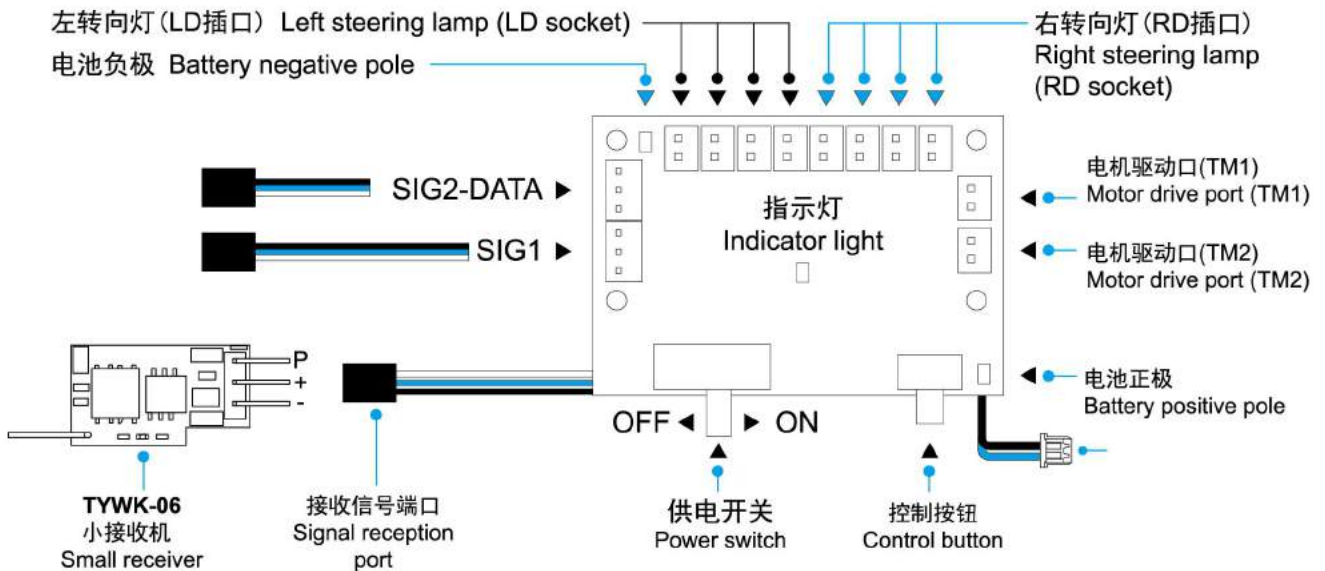 左转向灯(LD插口) Left steering lamp (LD socket)
电池负极 Battery negative pole
右转向灯(RD插口)
Right steering lamp
(RD socket)
SIG2-DATA
SIG1
指示灯
Indicator light
电机驱动口(TM1)
Motor drive port (TM1)
电机驱动口(TM2)
Motor drive port (TM2)
P
+
-
OFF ON
电池正极
Battery positive pole
TYWK-06
小接收机
Small receiver
接收信号端口
Signal reception
port
供电开关
Power switch
控制按钮
Control button